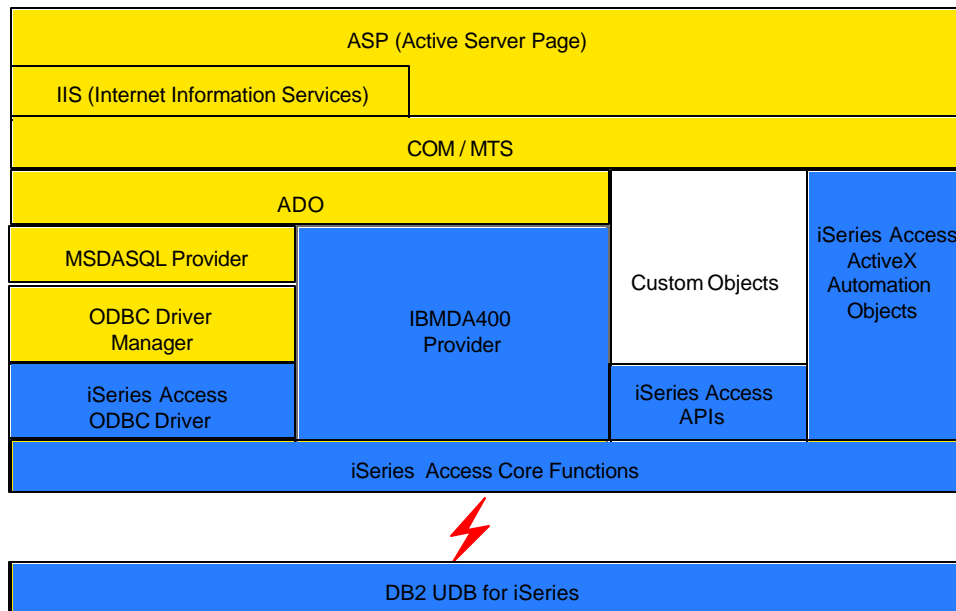 ASP (Active Server Page)
IIS (Internet Information Services)
COM / MTS
ADO
MSDASQL Provider
ODBC Driver
Manager
iSeries Access
ODBC Driver
IBMDA400
Provider
Custom Objects
iSeries Access
APIs
iSeries Access
ActiveX
Automation
Objects
iSeries Access Core Functions
DB2 UDB for iSeries